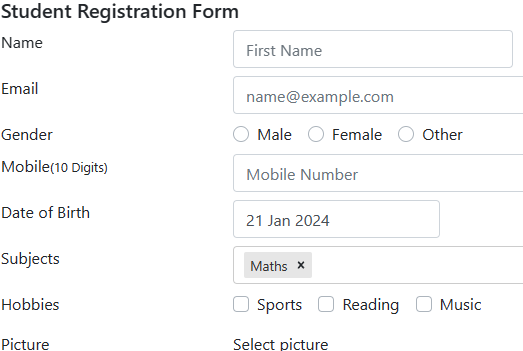 Student Registration Form
Name First Name
Email name@example.com
Gender Male Female Other
Mobile(10 Digits) Mobile Number
Date of Birth 21 Jan 2024
Subjects Maths ×
Hobbies Sports Reading Music
Picture Select picture